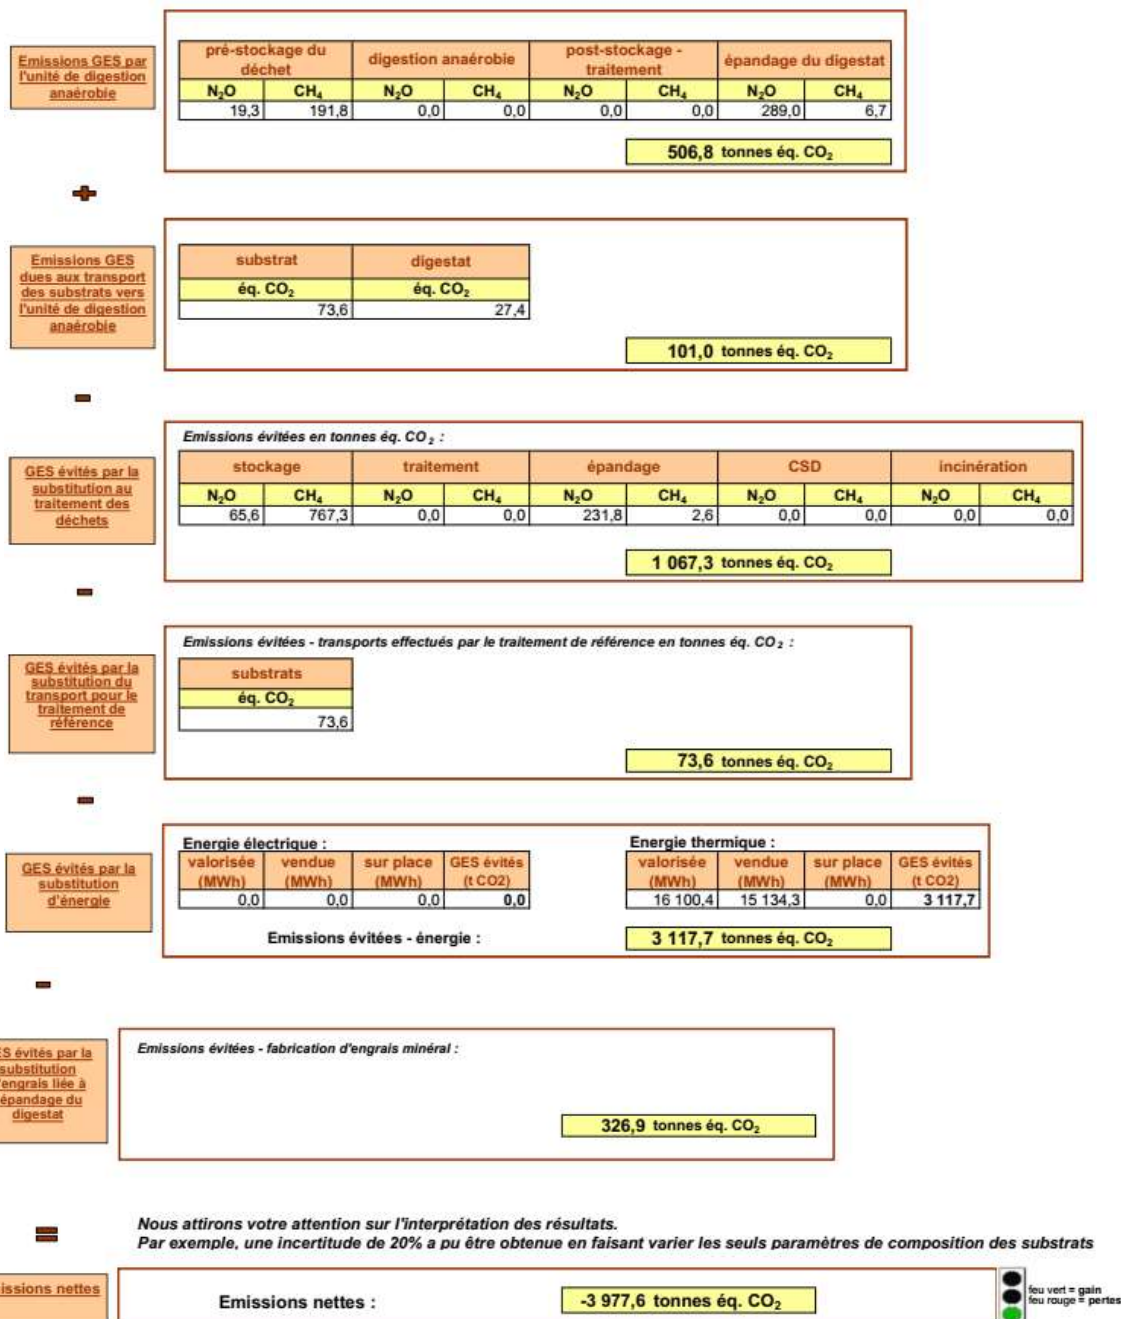 Emissions GES par
l'unité de digestion
anaérobie
pré-stockage du
déchet
digestion anaérobie
post-stockage -
traitement
épandage du digestat
N2O CH4 N2O CH4 N2O CH4 N2O CH4
19,3 191,8 0,0 0,0 0,0 0,0 289,0 6,7
506,8 tonnes éq. CO2
+
Emissions GES
dues aux transport
des substrats vers
l'unité de digestion
anaérobie
substrat digestat
éq. CO2 éq. CO2
73,6 27,4
101,0 tonnes éq. CO2
-
GES évités par la
substitution au
traitement des
déchets
Emissions évitées en tonnes éq. CO2 :
stockage traitement épandage CSD incinération
N2O CH4 N2O CH4 N2O CH4 N2O CH4 N2O CH4
65,6 767,3 0,0 0,0 231,8 2,6 0,0 0,0 0,0 0,0
1 067,3 tonnes éq. CO2
-
GES évités par la
substitution du
transport pour le
traitement de
référence
Emissions évitées - transports effectués par le traitement de référence en tonnes éq. CO2 :
substrats
éq. CO2
73,6
73,6 tonnes éq. CO2
-
GES évités par la
substitution
d'énergie
Energie électrique :
valorisée vendue sur place GES évités
(MWh) (MWh) (MWh) (t CO2)
0,0 0,0 0,0 0,0
Energie thermique :
valorisée vendue sur place GES évités
(MWh) (MWh) (MWh) (t CO2)
16 100,4 15 134,3 0,0 3 117,7
Emissions évitées - énergie :
3 117,7 tonnes éq. CO2
-
ES évités par la
substitution
'engrais liée à
épandage du
digestat
Emissions évitées - fabrication d'engrais minéral :
326,9 tonnes éq. CO2
=
Nous attirons votre attention sur l'interprétation des résultats.
Par exemple, une incertitude de 20% a pu être obtenue en faisant varier les seuls paramètres de composition des substrats
issions nettes
Emissions nettes :
-3 977,6 tonnes éq. CO2
feu vert = gain
feu rouge = pertes